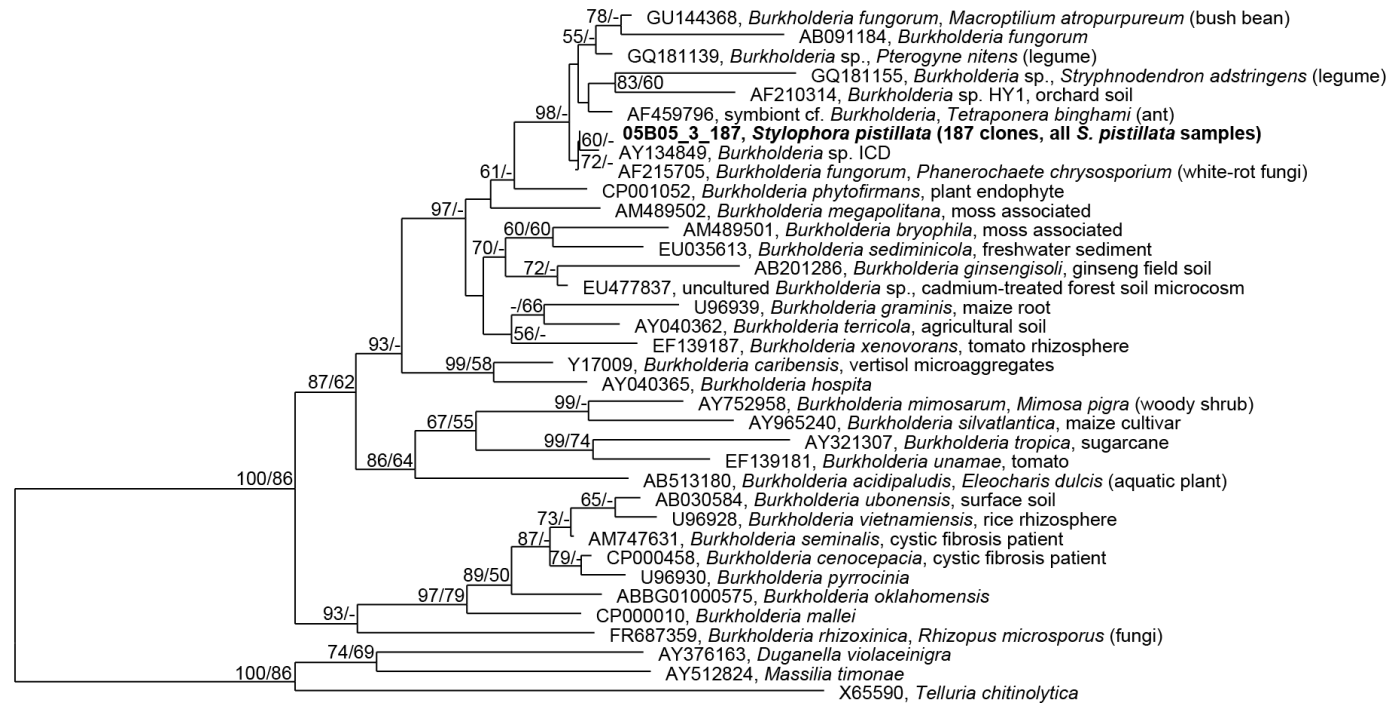 78/- GU144368, Burkholderia fungorum, Macroptilium atropurpureum (bush bean)
55/- AB091184, Burkholderia fungorum
GQ181139, Burkholderia sp., Pterogyne nitens (legume)
GQ181155, Burkholderia sp., Stryphnodendron adstringens (legume)
83/60
AF210314, Burkholderia sp. HY1, orchard soil
98/- AF459796, symbiont cf. Burkholderia, Tetraponera binghami (ant)
05B05_3_187, Stylophora pistillata (187 clones, all S. pistillata samples)
60/-
AY134849, Burkholderia sp. ICD
72/-
AF215705, Burkholderia fungorum, Phanerochaete chrysosporium (white-rot fungi)
61/-
CP001052, Burkholderia phytofirmans, plant endophyte
97/- AM489502, Burkholderia megapolitana, moss associated
60/60 AM489501, Burkholderia bryophila, moss associated
70/- EU035613, Burkholderia sediminicola, freshwater sediment
72/- AB201286, Burkholderia ginsengisoli, ginseng field soil
EU477837, uncultured Burkholderia sp., cadmium-treated forest soil microcosm
-/66 U96939, Burkholderia graminis, maize root
AY040362, Burkholderia terricola, agricultural soil
56/-
93/- EF139187, Burkholderia xenovorans, tomato rhizosphere
99/58 Y17009, Burkholderia caribensis, vertisol microaggregates
87/62 AY040365, Burkholderia hospita
99/- AY752958, Burkholderia mimosarum, Mimosa pigra (woody shrub)
67/55 AY965240, Burkholderia silvatlantica, maize cultivar
99/74 AY321307, Burkholderia tropica, sugarcane
86/64 EF139181, Burkholderia unamae, tomato
100/86 AB513180, Burkholderia acidipaludis, Eleocharis dulcis (aquatic plant)
65/- AB030584, Burkholderia ubonensis, surface soil
73/- U96928, Burkholderia vietnamiensis, rice rhizosphere
87/- AM747631, Burkholderia seminalis, cystic fibrosis patient
79/- CP000458, Burkholderia cenocepacia, cystic fibrosis patient
89/50 U96930, Burkholderia pyrrocinia
97/79 ABBG01000575, Burkholderia oklahomensis
93/- CP000010, Burkholderia mallei
FR687359, Burkholderia rhizoxinica, Rhizopus microsporus (fungi)
74/69 AY376163, Duganella violaceinigra
100/86 AY512824, Massilia timonae
X65590, Telluria chitinolytica